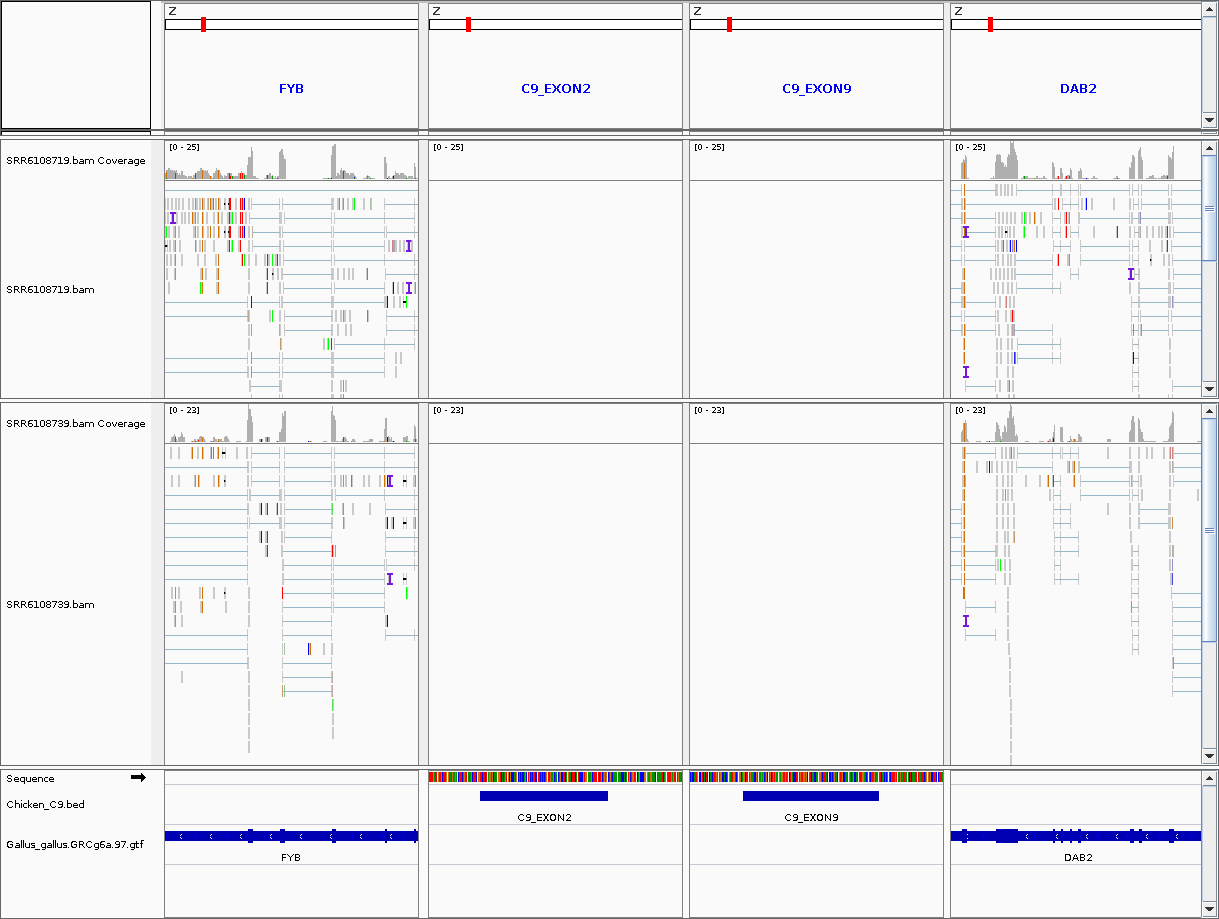 Z Z Z Z
FYB C9_EXON2 C9_EXON9 DAB2
[0 - 25] [0 - 25] [0 - 25] [0 - 25]
SRR6108719.bam Coverage
SRR6108719.bam
[0 - 23] [0 - 23] [0 - 23] [0 - 23]
SRR6108739.bam Coverage
SRR6108739.bam
Sequence
Chicken_C9.bed
C9_EXON2 C9_EXON9
Gallus_gallus.GRCg6a.97.gtf
FYB DAB2